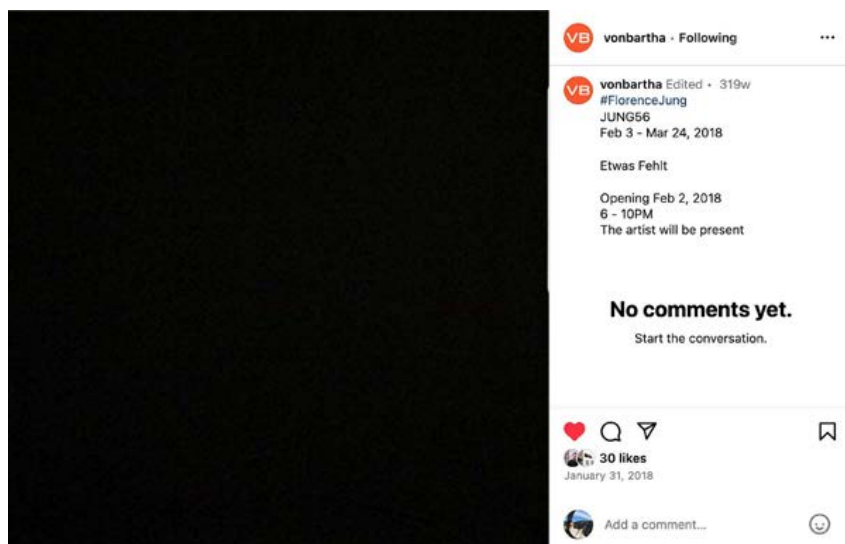 VB
vonbartha • Following
VB
vonbartha Edited • 319w
#FlorenceJung
JUNG56
Feb 3 - Mar 24, 2018
Etwas Fehlt
Opening Feb 2, 2018
6 - 10PM
The artist will be present
No comments yet.
Start the conversation.
30 likes
January 31, 2018
Add a comment...